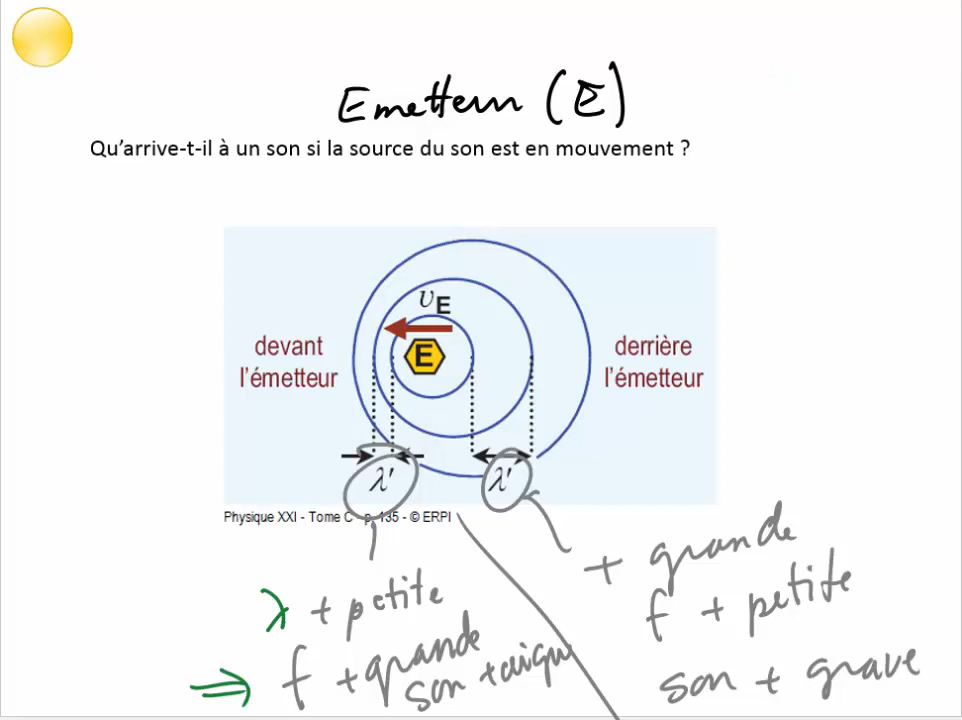 Emetteur (E)
Qu'arrive-t-il à un son si la source du son est en mouvement ?
υE
E
devant
l'émetteur
derrière
l'émetteur
λ'
λ'
Physique XXI - Tome C - p. 135 - © ERPI
λ + petite
⇒ f + grande
son + aigu
+ grande
f + petite
son + grave